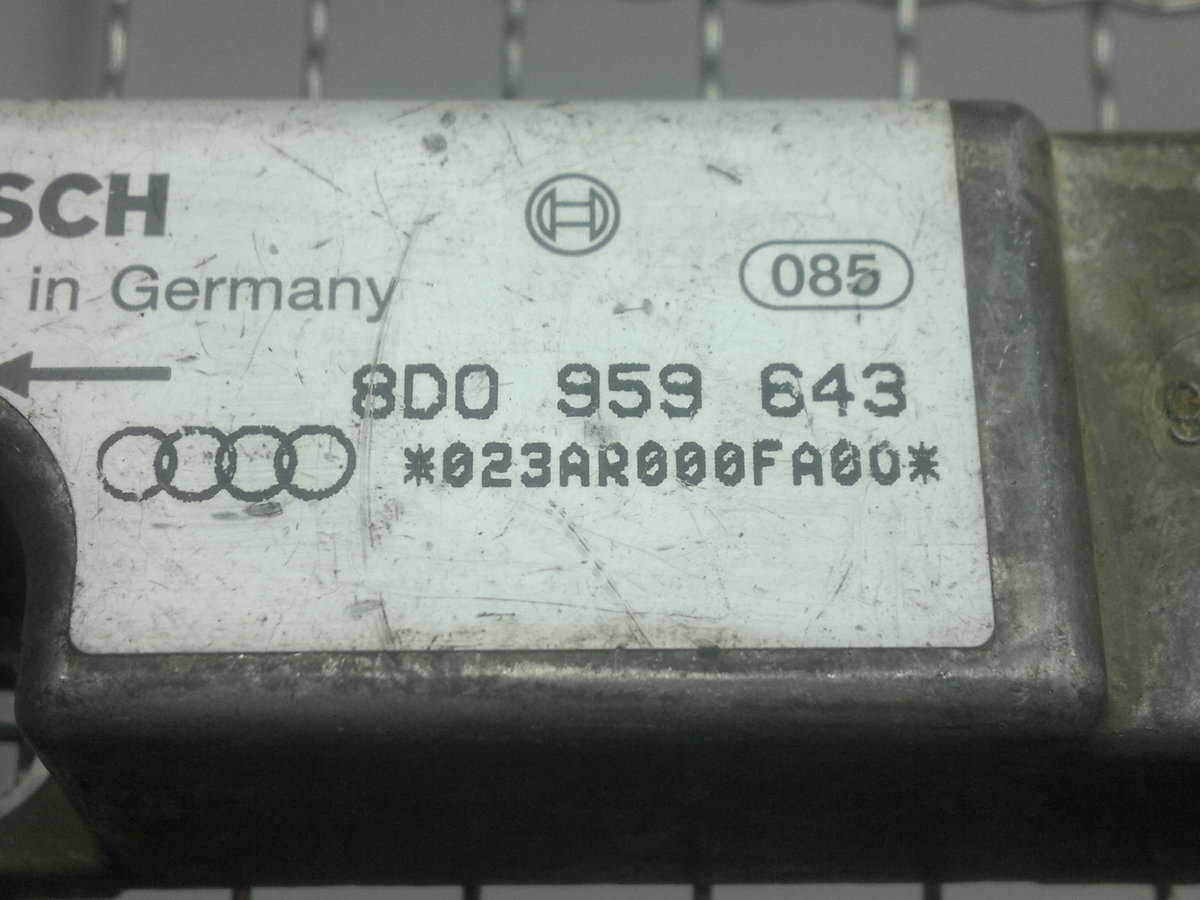 SCH
in Germany
085
8D0 959 643
*023AR000FA00*